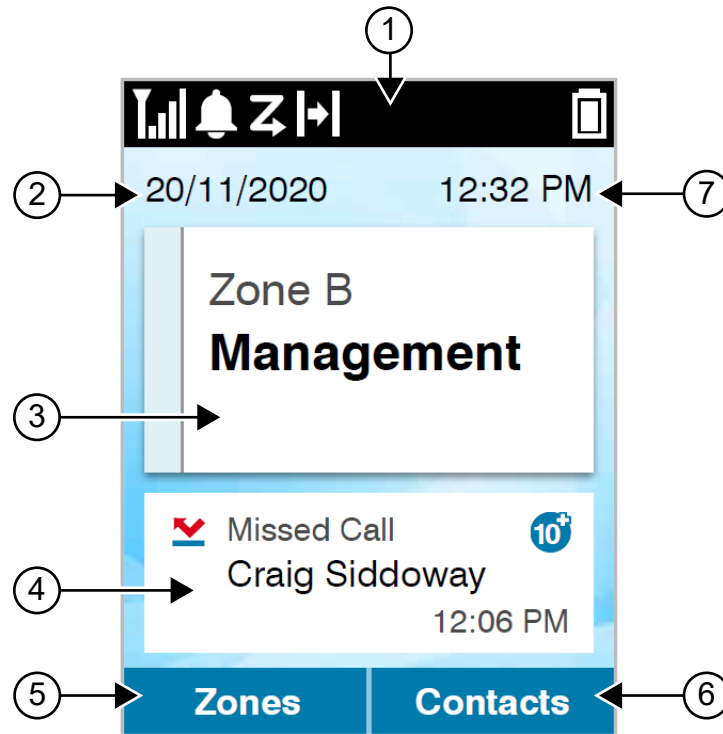 1
2
20/11/2020
12:32 PM
7
Zone B
Management
3
Missed Call
10+
Craig Siddoway
4
12:06 PM
5
Zones
Contacts
6